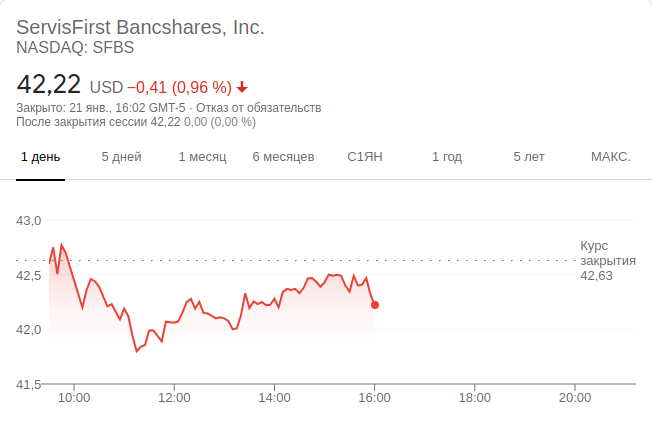 ServisFirst Bancshares, Inc.
NASDAQ: SFBS
42,22 USD −0,41 (0,96 %)
Закрыто: 21 янв., 16:02 GMT-5 · Отказ от обязательств
После закрытия сессии 42,22 0,00 (0,00 %)
1 день 5 дней 1 месяц 6 месяцев С1ЯН 1 год 5 лет МАКС.
43,0
Курс
закрытия
42,63
42,5
42,0
41,5
10:00 12:00 14:00 16:00 18:00 20:00